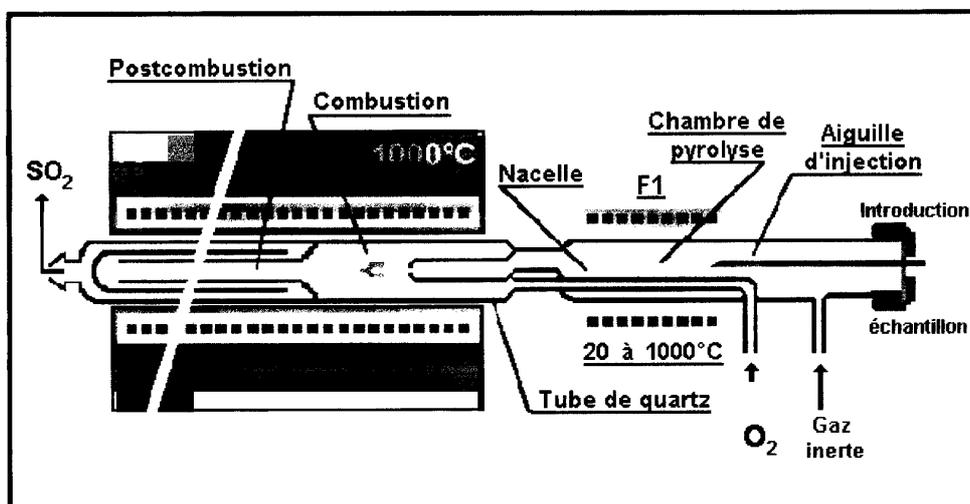 Postcombustion
Combustion
Chambre de
pyrolyse
Aiguille
d'injection
1000°C
Nacelle
F1
SO₂
Introduction
échantillon
20 à 1000°C
Tube de quartz
O₂
Gaz
inerte